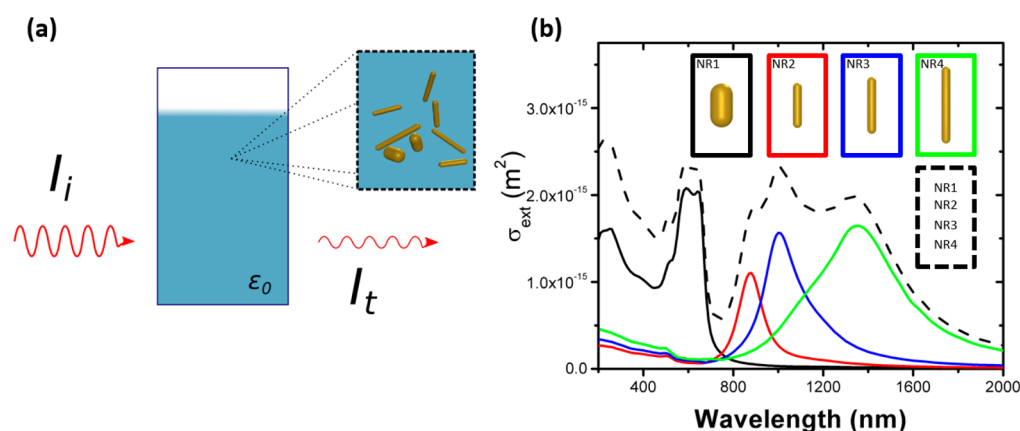 (a)
I_i
I_t
ε_0
(b)
NR1
NR2
NR3
NR4
NR1
NR2
NR3
NR4
σ_ext (m²)
3.0x10⁻¹⁵
2.0x10⁻¹⁵
1.0x10⁻¹⁵
0.0
400
800
1200
1600
2000
Wavelength (nm)